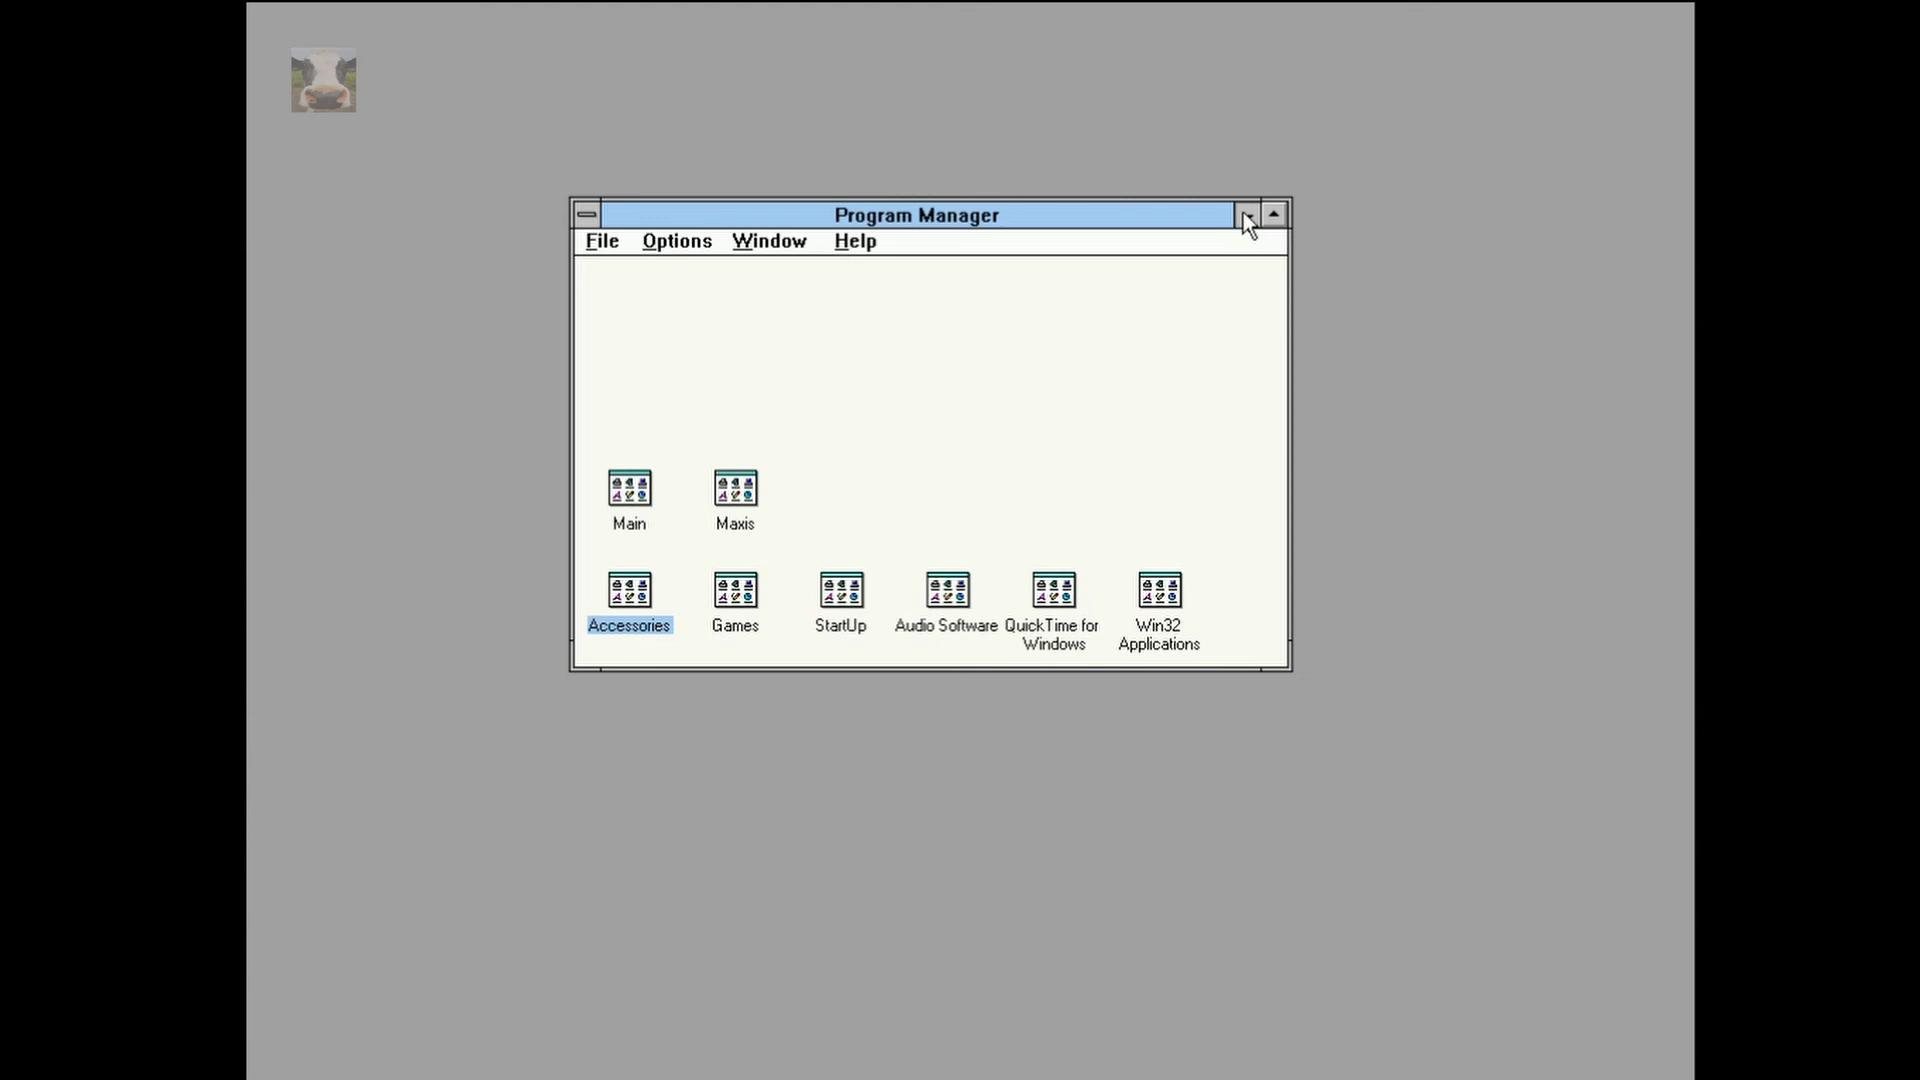 Program Manager
File Options Window Help
Main Maxis
Accessories Games StartUp Audio Software QuickTime for Windows Win32 Applications